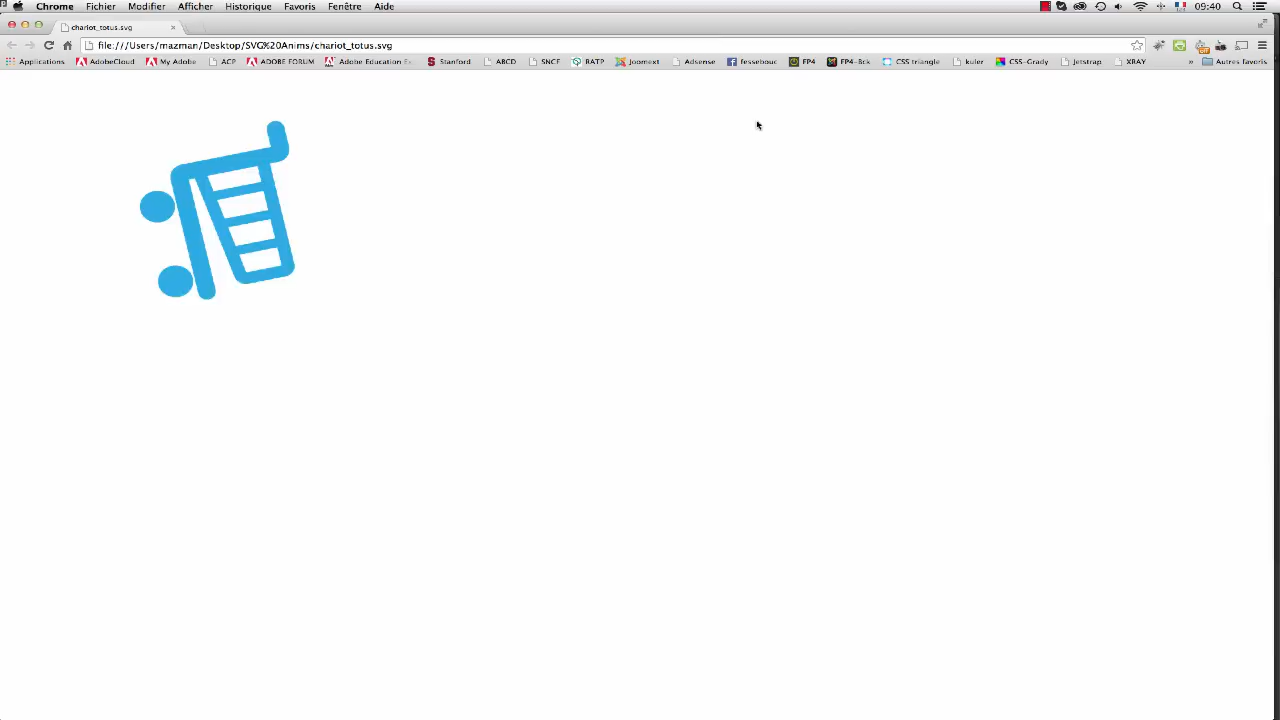 Chrome Fichier Modifier Afficher Historique Favoris Fenêtre Aide 09:40
chariot_totus.svg
file:///Users/mazman/Desktop/SVG%20Anims/chariot_totus.svg
Applications AdobeCloud My Adobe ACP ADOBE FORUM Adobe Education Ex Stanford ABCD SNCF RATP Joomext Adsense fessebouc FP4 FP4-Bck CSS triangle kuler CSS-Grady Jetstrap XRAY » Autres favoris